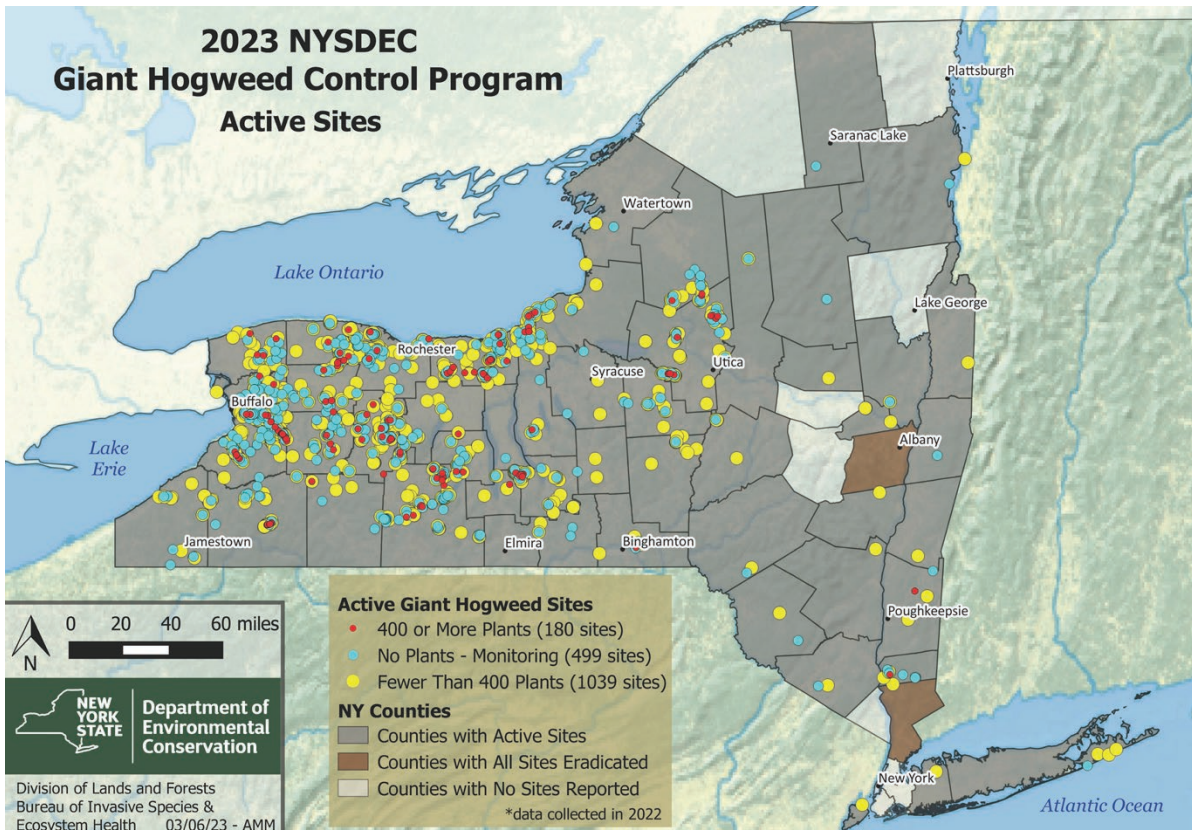 2023 NYSDEC
Giant Hogweed Control Program
Active Sites
Plattsburgh
Saranac Lake
Watertown
Lake Ontario
Lake George
Rochester
Syracuse
Utica
Buffalo
Lake
Erie
Albany
Jamestown
Elmira
Binghamton
Poughkeepsie
New York
Atlantic Ocean
N
0 20 40 60 miles
NEW
YORK
STATE
Department of
Environmental
Conservation
Division of Lands and Forests
Bureau of Invasive Species &
Ecosystem Health 03/06/23 - AMM
Active Giant Hogweed Sites
400 or More Plants (180 sites)
No Plants - Monitoring (499 sites)
Fewer Than 400 Plants (1039 sites)
NY Counties
Counties with Active Sites
Counties with All Sites Eradicated
Counties with No Sites Reported
*data collected in 2022